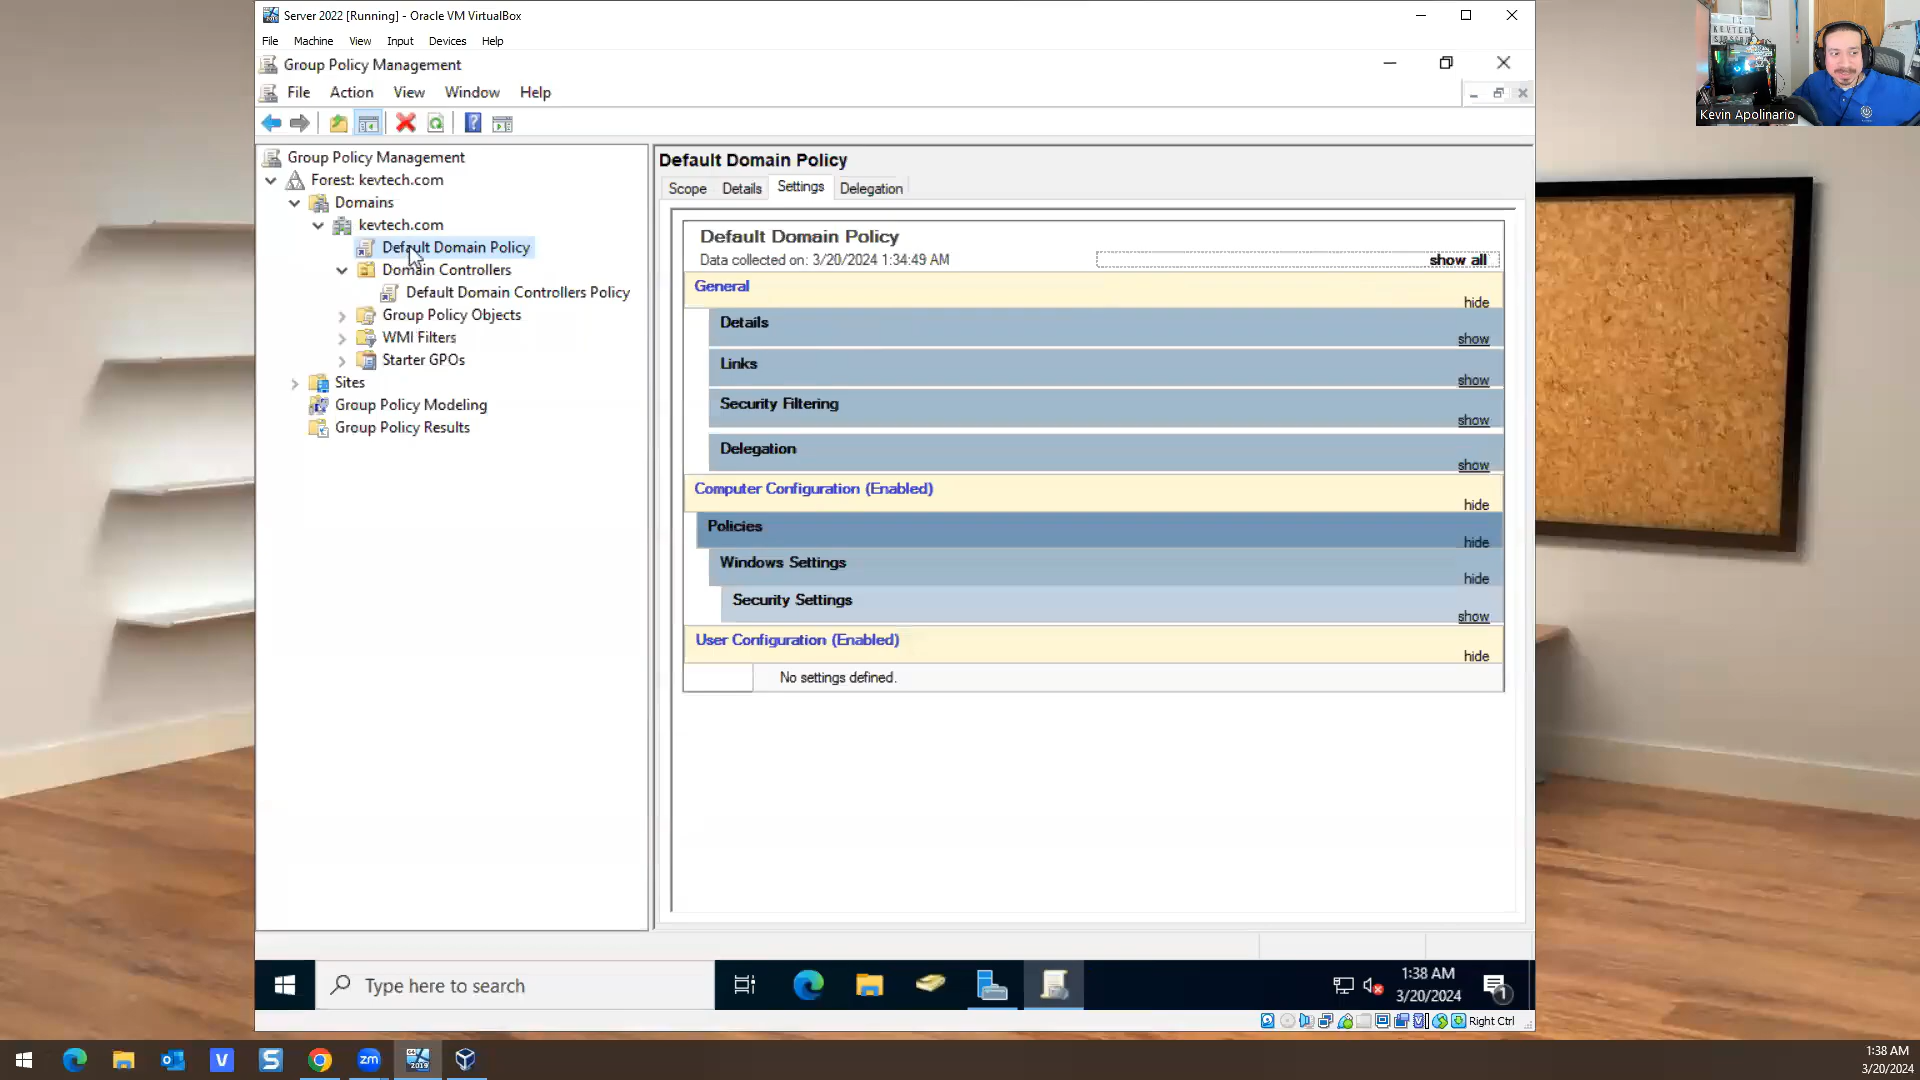 Server 2022 [Running] - Oracle VM VirtualBox
File Machine View Input Devices Help
Group Policy Management
File Action View Window Help
Group Policy Management
Forest: kevtech.com
Domains
kevtech.com
Default Domain Policy
Domain Controllers
Default Domain Controllers Policy
Group Policy Objects
WMI Filters
Starter GPOs
Sites
Group Policy Modeling
Group Policy Results
Default Domain Policy
Scope Details Settings Delegation
Default Domain Policy
Data collected on: 3/20/2024 1:34:49 AM show all
General
hide
Details
show
Links
show
Security Filtering
show
Delegation
show
Computer Configuration (Enabled)
hide
Policies
hide
Windows Settings
hide
Security Settings
show
User Configuration (Enabled)
hide
No settings defined.
Kevin Apolinario
Type here to search
1:38 AM
3/20/2024
1
Right Ctrl
V
S
zm
2019
1:38 AM
3/20/2024